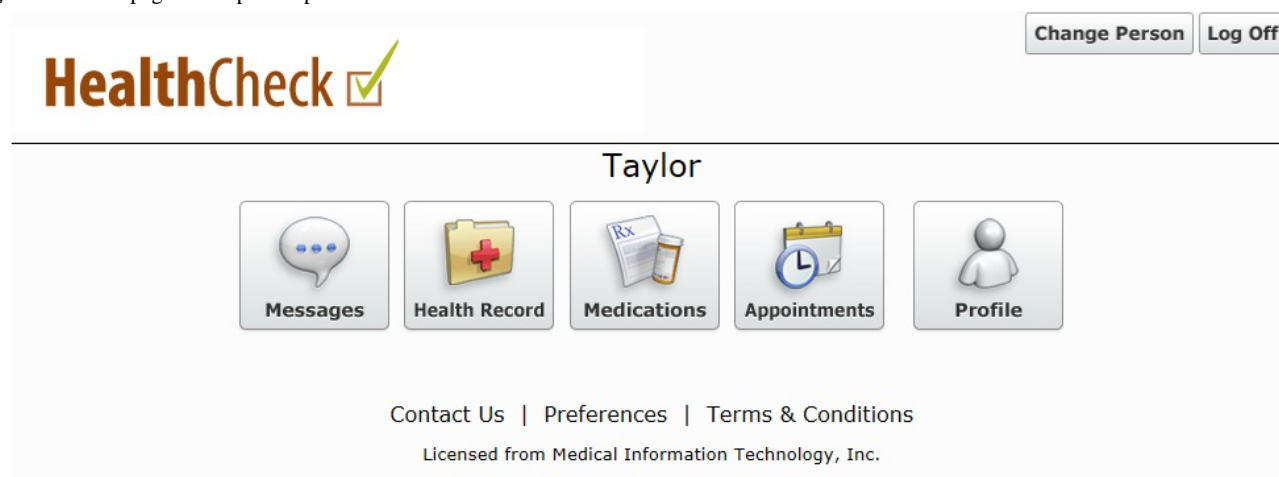 Change Person Log Off
HealthCheck
Taylor
Rx
Messages Health Record Medications Appointments Profile
Contact Us | Preferences | Terms & Conditions
Licensed from Medical Information Technology, Inc.